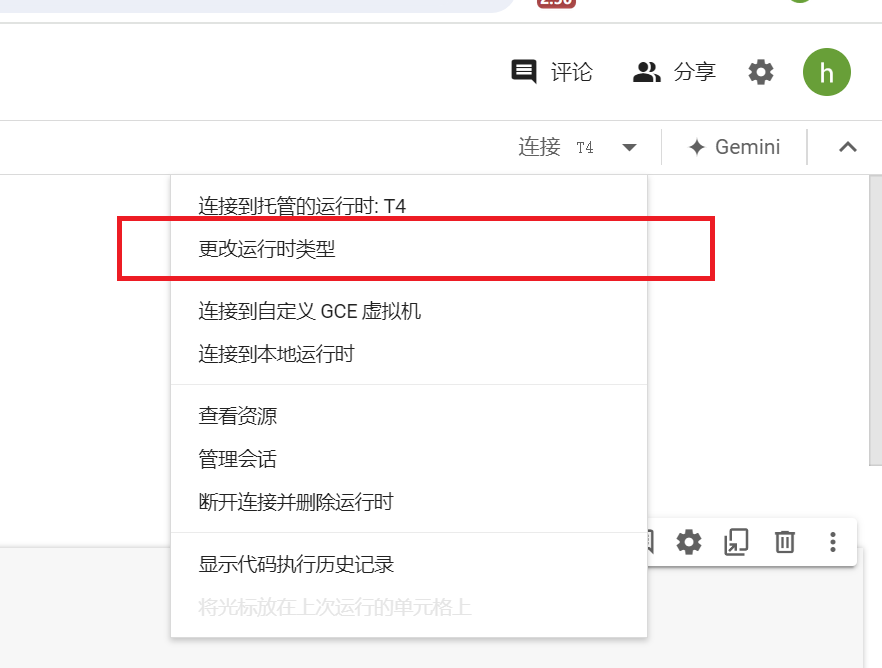 评论 分享 h
连接 T4 Gemini
连接到托管的运行时: T4
更改运行时类型
连接到自定义 GCE 虚拟机
连接到本地运行时
查看资源
管理会话
断开连接并删除运行时
显示代码执行历史记录
将光标放在上次运行的单元格上